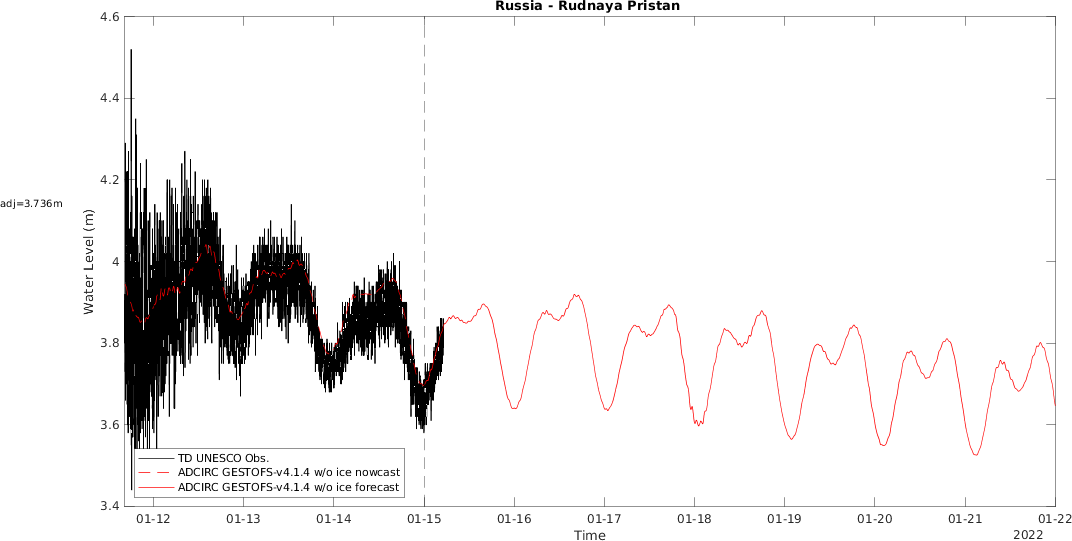 Russia - Rudnaya Pristan
4.6
4.4
4.2
4
3.8
3.6
3.4
adj=3.736m
Water Level (m)
TD UNESCO Obs.
ADCIRC GESTOFS-v4.1.4 w/o ice nowcast
ADCIRC GESTOFS-v4.1.4 w/o ice forecast
01-12 01-13 01-14 01-15 01-16 01-17 01-18 01-19 01-20 01-21 01-22
Time
2022